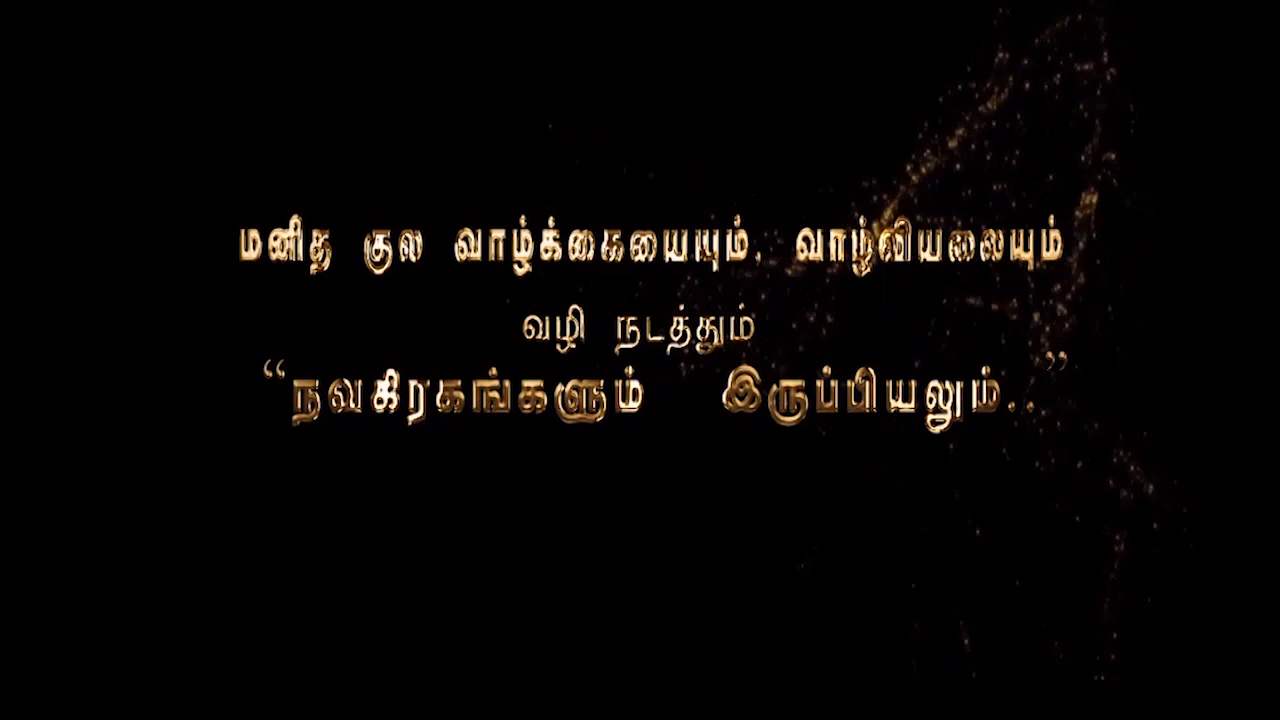 மனித குல வாழ்க்கையையும், வாழ்வியலையும்
வழி நடத்தும்
“நவகிரகங்களும் இருப்பியலும்..”